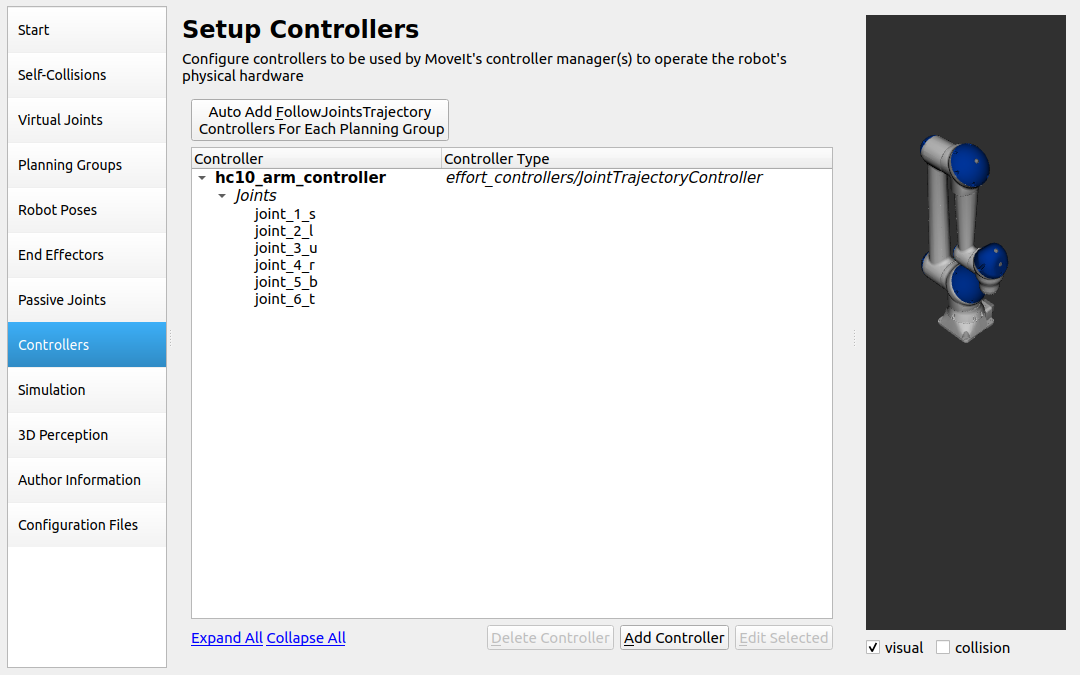 Start
Self-Collisions
Virtual Joints
Planning Groups
Robot Poses
End Effectors
Passive Joints
Controllers
Simulation
3D Perception
Author Information
Configuration Files
Setup Controllers
Configure controllers to be used by MoveIt's controller manager(s) to operate the robot's
physical hardware
Auto Add FollowJointsTrajectory
Controllers For Each Planning Group
Controller Controller Type
hc10_arm_controller effort_controllers/JointTrajectoryController
Joints
joint_1_s
joint_2_l
joint_3_u
joint_4_r
joint_5_b
joint_6_t
Expand All Collapse All Delete Controller Add Controller Edit Selected
visual collision